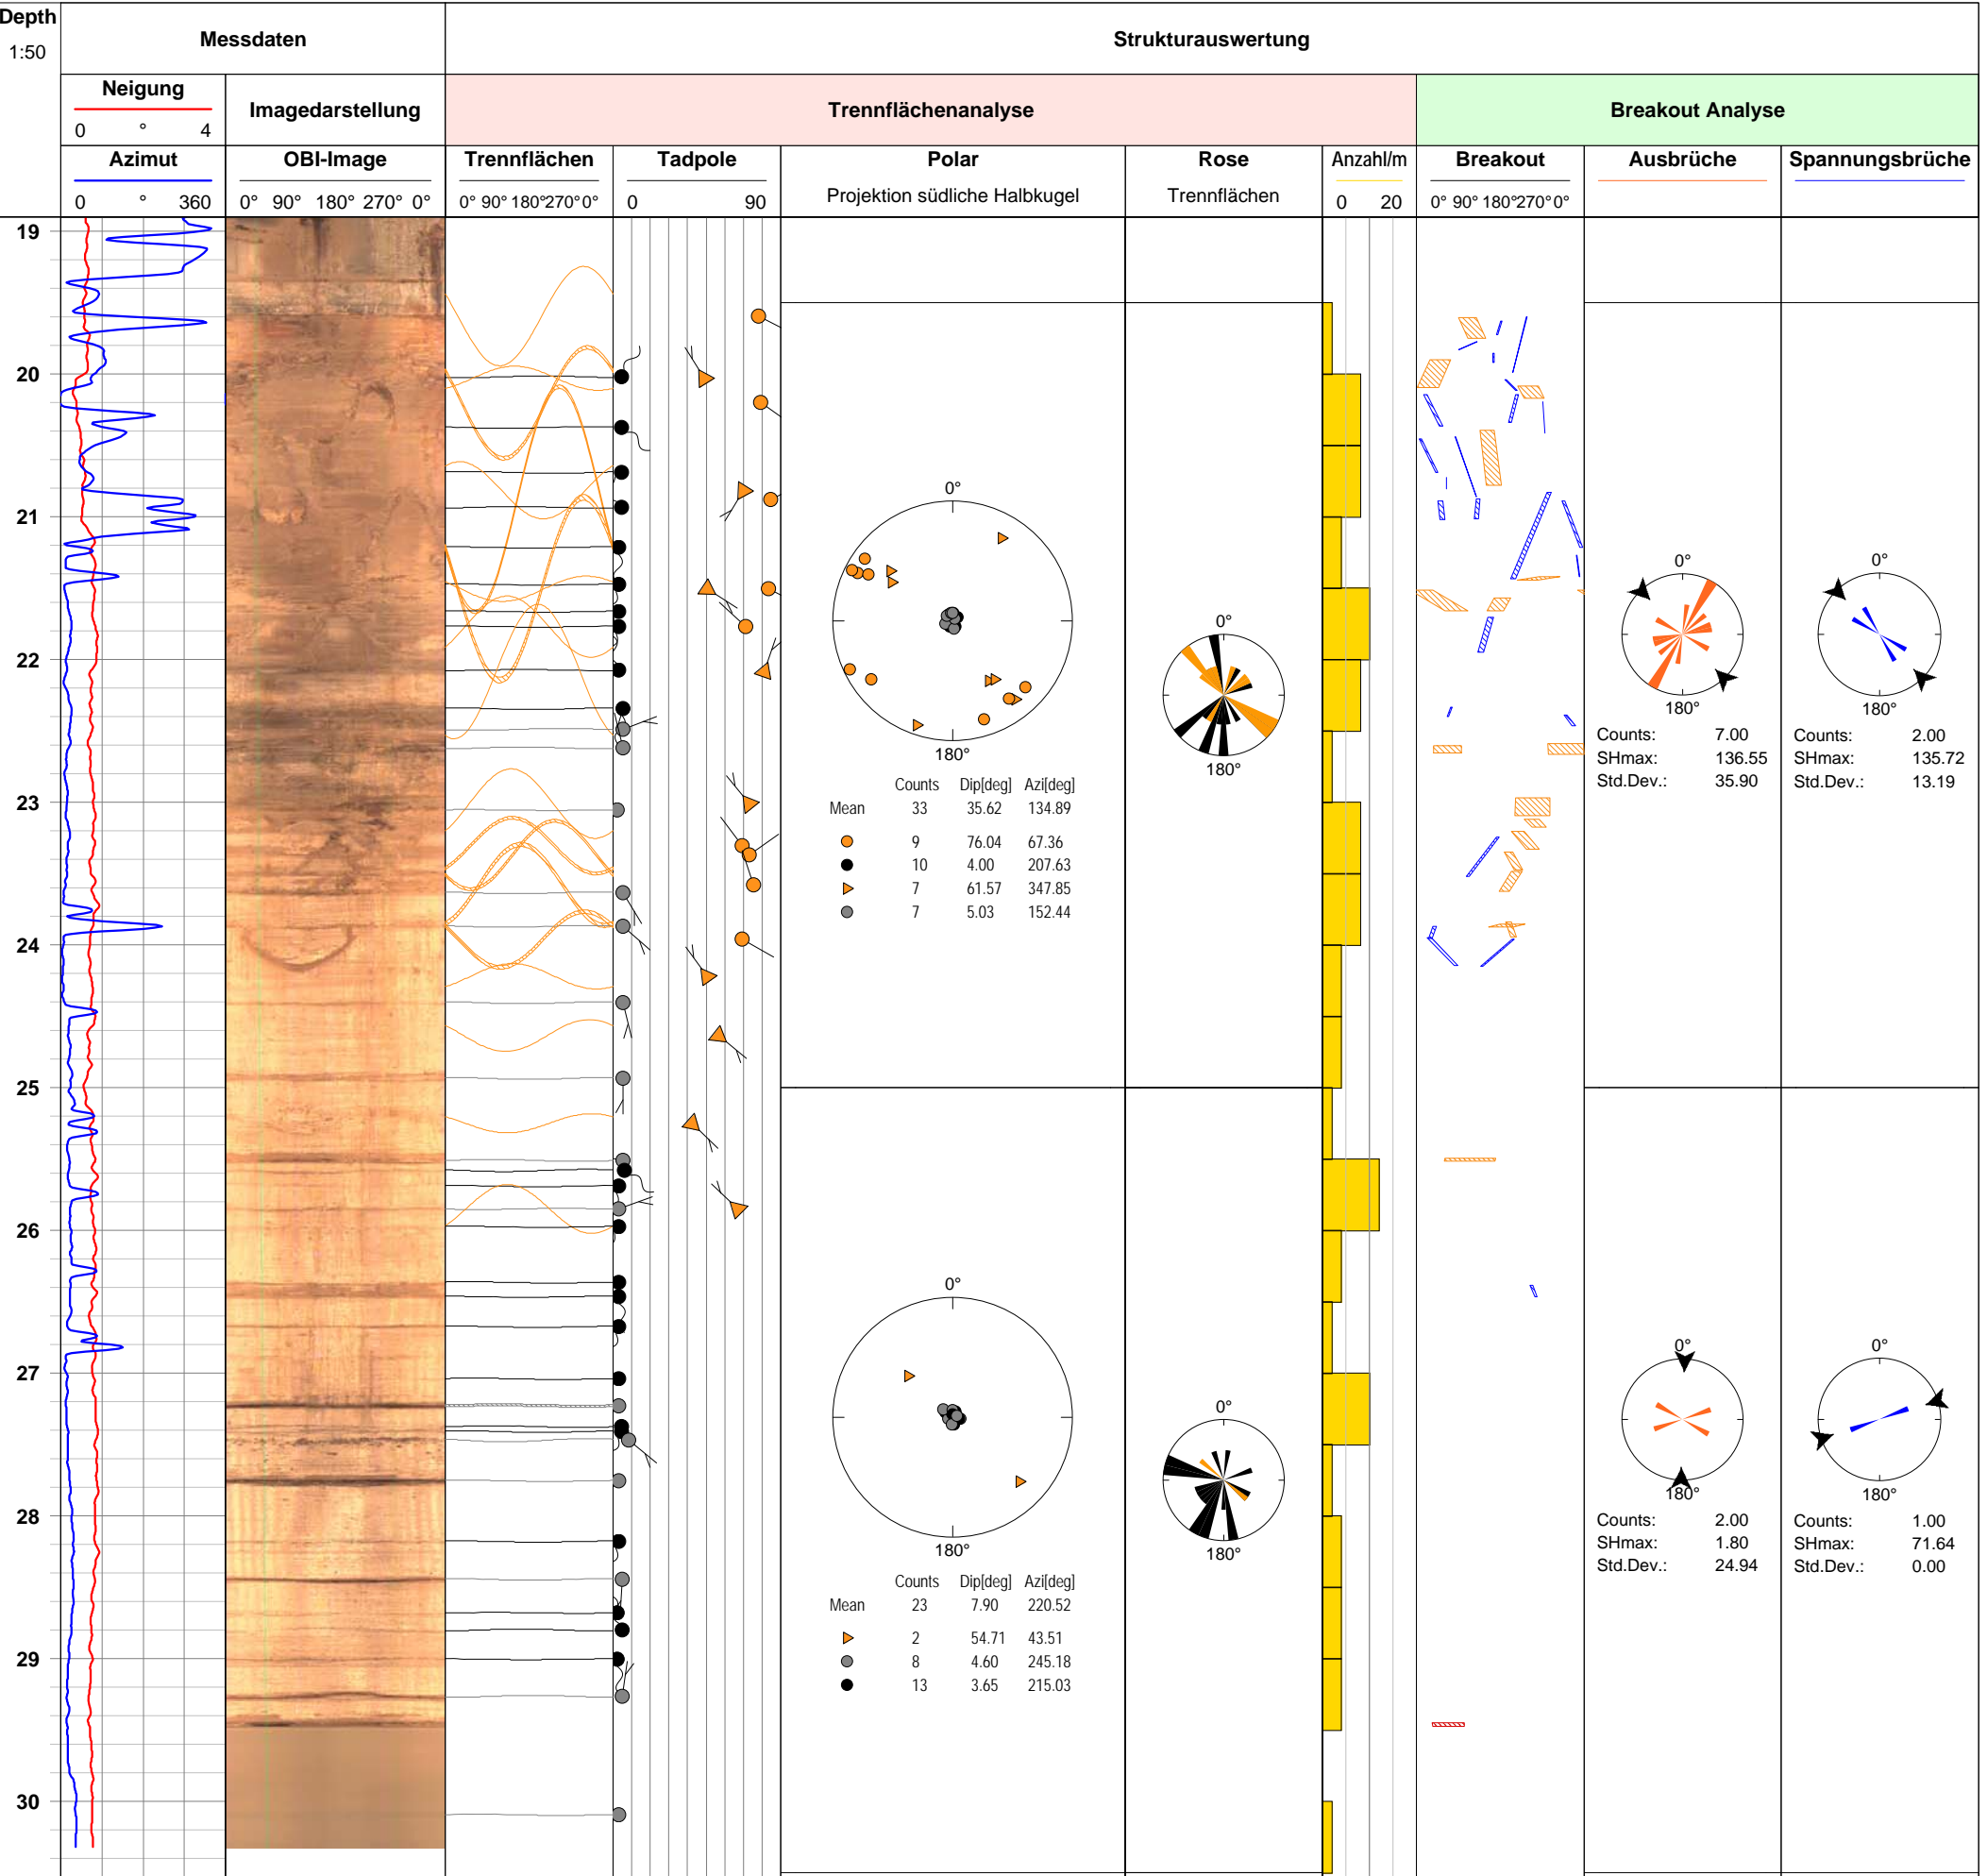 Depth
1:50
Messdaten
Strukturauswertung
Neigung
0 ° 4
Imagedarstellung
Trennflächenanalyse
Breakout Analyse
Azimut
0 ° 360
OBI-Image
0° 90° 180° 270° 0°
Trennflächen
0° 90° 180° 270° 0°
Tadpole
0 90
Polar
Projektion südliche Halbkugel
Rose
Trennflächen
Anzahl/m
0 20
Breakout
0° 90° 180° 270° 0°
Ausbrüche
Spannungsbrüche
19
20
21
22
23
24
25
26
27
28
29
30
0°
180°
Counts Dip[deg] Azi[deg]
Mean 33 35.62 134.89
9 76.04 67.36
10 4.00 207.63
7 61.57 347.85
7 5.03 152.44
0°
180°
0°
180°
Counts: 7.00
SHmax: 136.55
Std.Dev.: 35.90
0°
180°
Counts: 2.00
SHmax: 135.72
Std.Dev.: 13.19
0°
180°
Counts Dip[deg] Azi[deg]
Mean 23 7.90 220.52
2 54.71 43.51
8 4.60 245.18
13 3.65 215.03
0°
180°
0°
180°
Counts: 2.00
SHmax: 1.80
Std.Dev.: 24.94
0°
180°
Counts: 1.00
SHmax: 71.64
Std.Dev.: 0.00